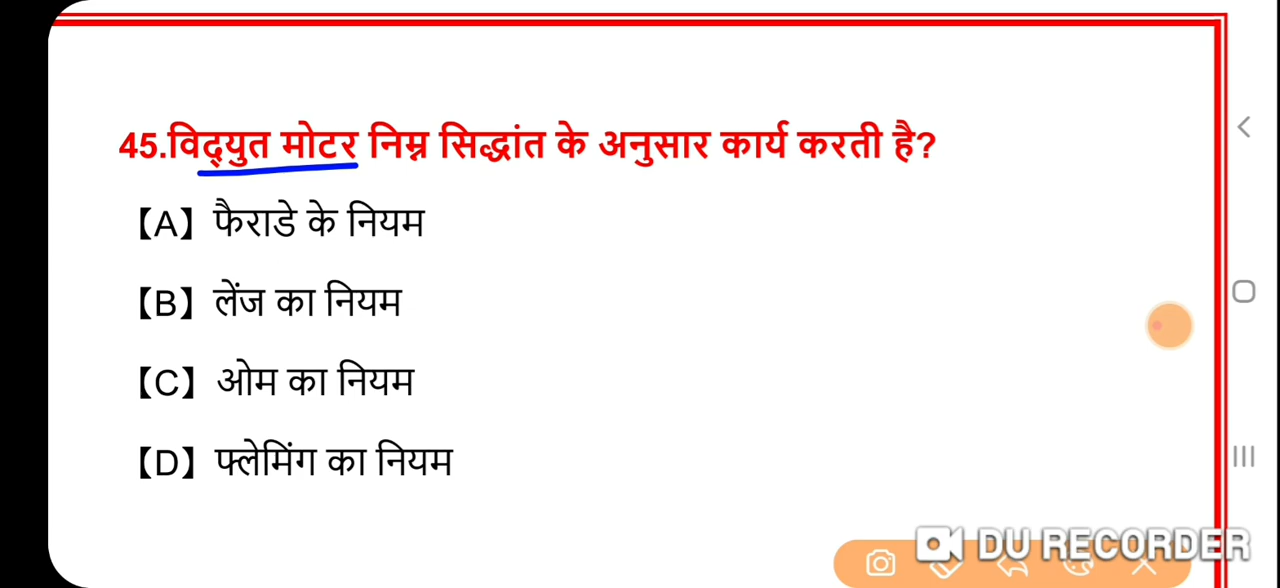 45.विद्युत मोटर निम्न सिद्धांत के अनुसार कार्य करती है?
【A】 फैराडे के नियम
【B】 लेंज का नियम
【C】 ओम का नियम
【D】 फ्लेमिंग का नियम
DU RECORDER